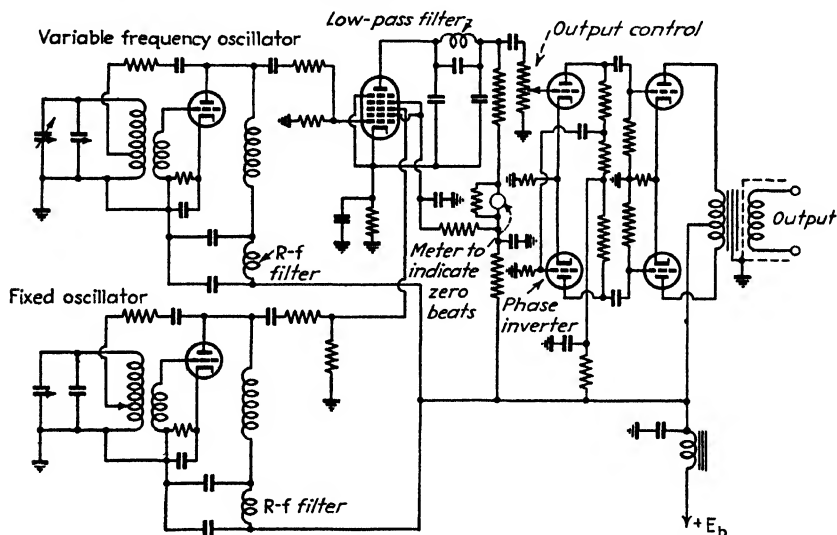 Low-pass filter
Variable frequency oscillator
Output control
R-f
filter
Meter to
indicate
zero
beats
Phase
inverter
Output
Fixed oscillator
R-f filter
+E_b